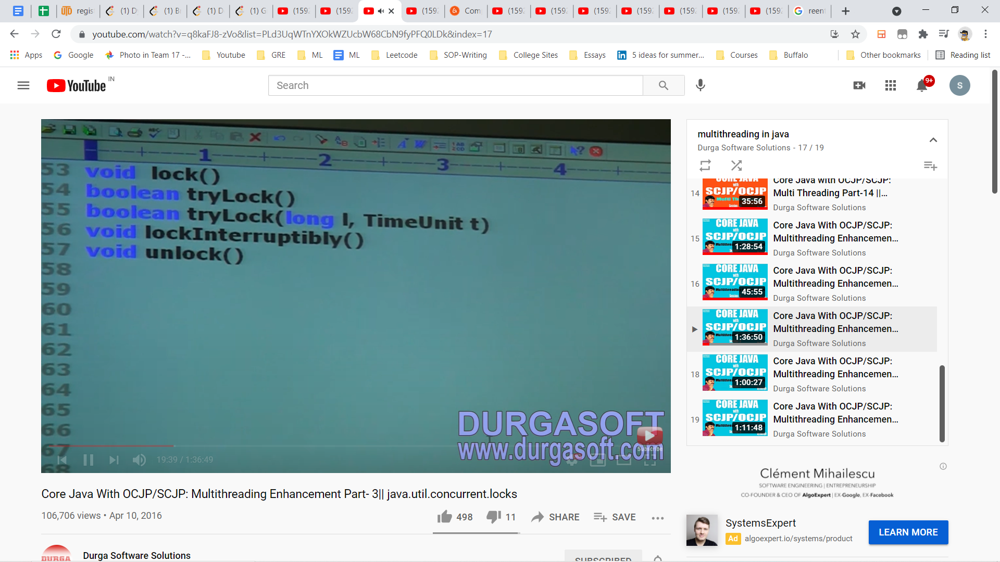 regis
(1) D
(1) Bi
(1) D
(1) G
(159
(159
(159
Com
(159
(159
(159
(159
(159
(159
(159
reent
youtube.com/watch?v=q8kaFJ8-zVo&list=PLd3UqWTnYXOkWZUcbW68CbN9fyPFQ0LDk&index=17
Apps Google Photo in Team 17 -... Youtube GRE ML ML Leetcode SOP-Writing College Sites Essays 5 ideas for summer... Courses Buffalo Other bookmarks Reading list
YouTube IN
Search
9+
S
1 2 3 4
53 void lock()
54 boolean tryLock()
55 boolean tryLock(long l, TimeUnit t)
56 void lockInterruptibly()
57 void unlock()
58
59
60
61
62
63
64
65
66
67
68
DURGASOFT
www.durgasoft.com
Subscribe
19:39 / 1:36:49
Core Java With OCJP/SCJP: Multithreading Enhancement Part- 3|| java.util.concurrent.locks
106,706 views • Apr 10, 2016
498 11 SHARE SAVE
Durga Software Solutions
SUBSCRIBED
multithreading in java
Durga Software Solutions - 17 / 19
14
CORE JAVA
SCJP/OCJP
35:56
Core Java with OCJP/SCJP:
Multi Threading Part-14 ||...
Durga Software Solutions
15
CORE JAVA
with
SCJP/OCJP
1:28:54
Core Java With OCJP/SCJP:
Multithreading Enhancemen...
Durga Software Solutions
16
CORE JAVA
with
SCJP/OCJP
45:55
Core Java With OCJP/SCJP:
Multithreading Enhancemen...
Durga Software Solutions
CORE JAVA
with
SCJP/OCJP
1:36:50
Core Java With OCJP/SCJP:
Multithreading Enhancemen...
Durga Software Solutions
18
CORE JAVA
with
SCJP/OCJP
1:00:27
Core Java With OCJP/SCJP:
Multithreading Enhancemen...
Durga Software Solutions
19
CORE JAVA
with
SCJP/OCJP
1:11:48
Core Java With OCJP/SCJP:
Multithreading Enhancemen...
Durga Software Solutions
Clément Mihailescu
SOFTWARE ENGINEERING | ENTREPRENEURSHIP
CO-FOUNDER & CEO OF AlgoExpert | EX-Google, EX-Facebook
SystemsExpert
Ad algoexpert.io/systems/product
LEARN MORE